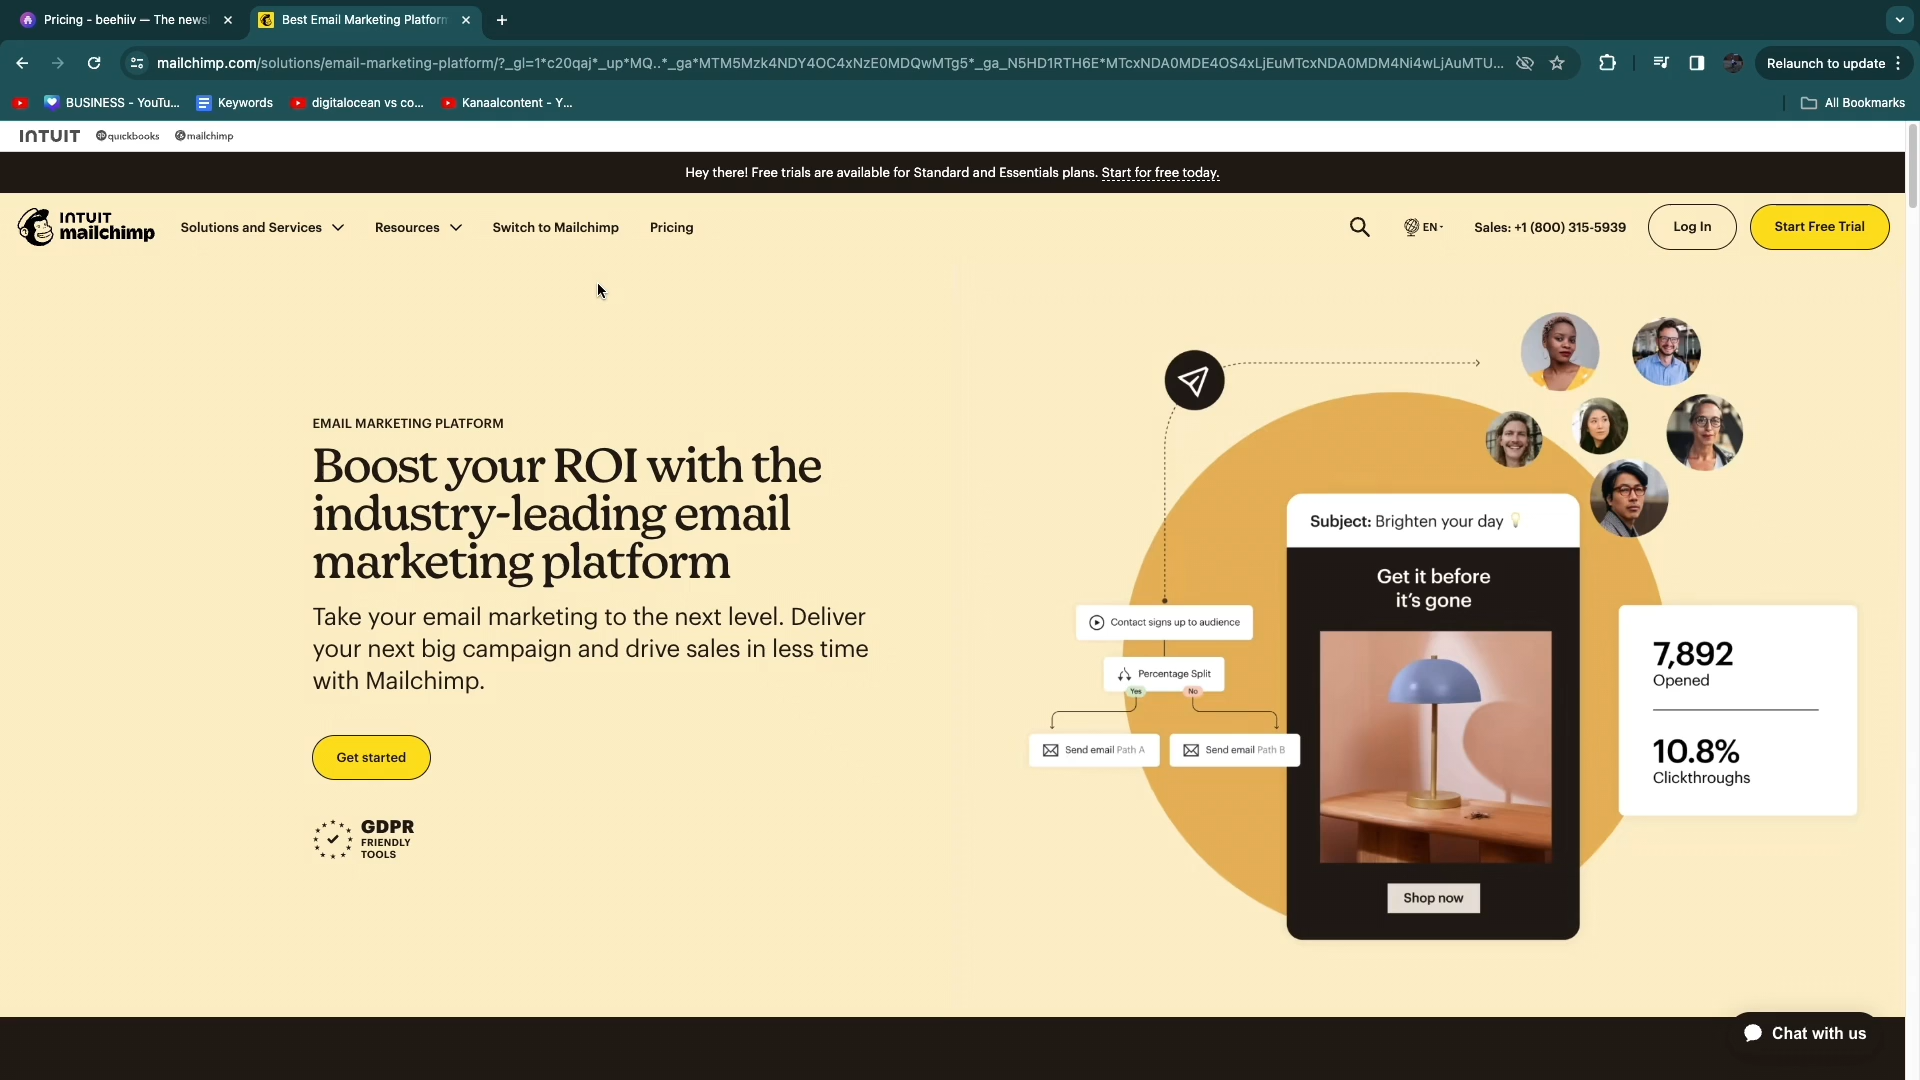 Pricing - beehiiv — The news
Best Email Marketing Platform
mailchimp.com/solutions/email-marketing-platform/?_gl=1*c20qaj*_up*MQ..*_ga*MTM5Mzk4NDY4OC4xNzE0MDQwMTg5*_ga_N5HD1RTH6E*MTcxNDA0MDE4OS4xLjEuMTcxNDA0MDM4Ni4wLjAuMTU...
Relaunch to update
BUSINESS - YouTu...
Keywords
digitalocean vs co...
Kanaalcontent - Y...
All Bookmarks
INTUIT
quickbooks
mailchimp
Hey there! Free trials are available for Standard and Essentials plans. Start for free today.
INTUIT
mailchimp
Solutions and Services
Resources
Switch to Mailchimp
Pricing
EN
Sales: +1 (800) 315-5939
Log In
Start Free Trial
EMAIL MARKETING PLATFORM
Boost your ROI with the
industry-leading email
marketing platform
Take your email marketing to the next level. Deliver
your next big campaign and drive sales in less time
with Mailchimp.
Get started
GDPR
FRIENDLY
TOOLS
Subject: Brighten your day
Get it before
it's gone
Shop now
Contact signs up to audience
Percentage Split
Yes
No
Send email Path A
Send email Path B
7,892
Opened
10.8%
Clickthroughs
Chat with us